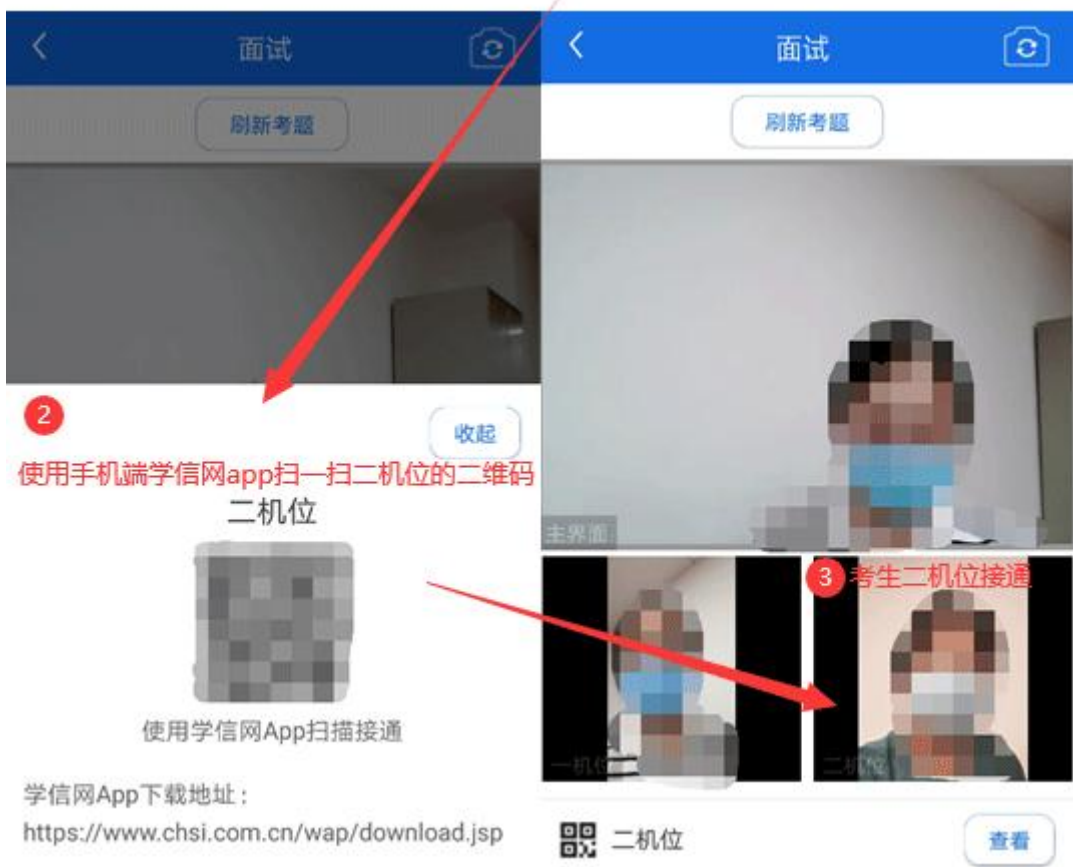 面试
刷新考题
2
收起
使用手机端学信网app扫一扫二机位的二维码
二机位
使用学信网App扫描接通
学信网App下载地址：
https://www.chsi.com.cn/wap/download.jsp
面试
刷新考题
主界面
3 考生二机位接通
一机位
二机位
二机位
查看